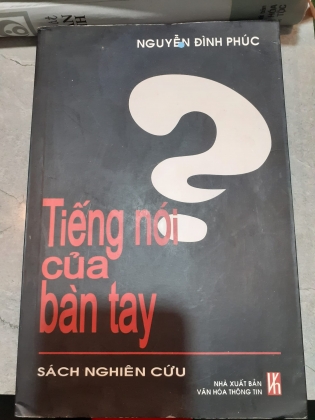 NGUYỄN ĐÌNH PHÚC
?
Tiếng nói
của
bàn tay
SÁCH NGHIÊN CỨU
NHÀ XUẤT BẢN
VĂN HÓA THÔNG TIN